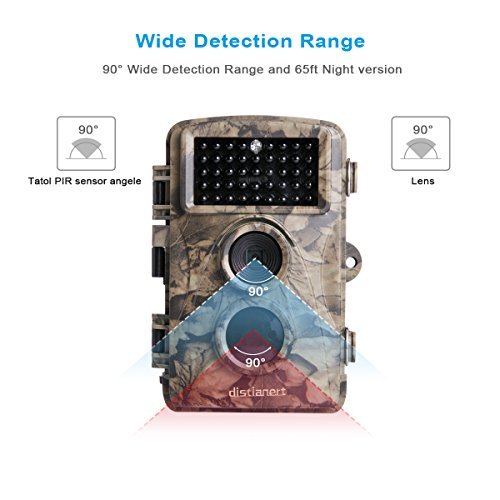 Wide Detection Range
90° Wide Detection Range and 65ft Night version
90°
Tatol PIR sensor angele
90°
Lens
90°
90°
distianert